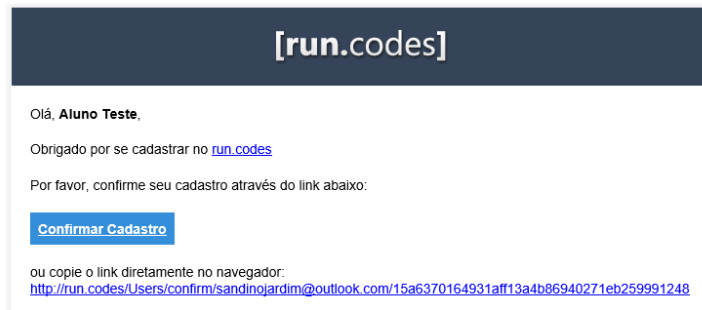 [run.codes]
Olá, Aluno Teste,
Obrigado por se cadastrar no run.codes
Por favor, confirme seu cadastro através do link abaixo:
Confirmar Cadastro
ou copie o link diretamente no navegador:
http://run.codes/Users/confirm/sandinojardim@outlook.com/15a6370164931aff13a4b86940271eb259991248